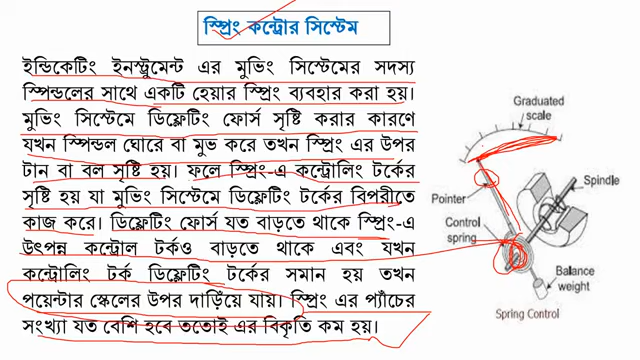 স্প্রিং কন্ট্রোর সিস্টেম
ইন্ডিকেটিং ইনস্ট্রুমেন্ট এর মুভিং সিস্টেমের সদস্য
স্পিন্ডলের সাথে একটি হেয়ার স্প্রিং ব্যবহার করা হয়।
মুভিং সিস্টেমে ডিফ্লেটিং ফোর্স সৃষ্টি করার কারণে
যখন স্পিন্ডল ঘোরে বা মুভ করে তখন স্প্রিং এর উপর
টান বা বল সৃষ্টি হয়। ফলে স্প্রিং-এ কন্ট্রোলিং টর্কের
সৃষ্টি হয় যা মুভিং সিস্টেমে ডিফ্লেটিং টর্কের বিপরীতে
কাজ করে। ডিফ্লেটিং ফোর্স যত বাড়তে থাকে স্প্রিং-এ
উৎপন্ন কন্ট্রোল টর্কও বাড়তে থাকে এবং যখন
কন্ট্রোলিং টর্ক ডিফ্লেটিং টর্কের সমান হয় তখন
পয়েন্টার স্কেলের উপর দাড়িয়ে যায়। স্প্রিং এর প্যাঁচের
সংখ্যা যত বেশি হবে ততোই এর বিকৃতি কম হয়।
Graduated
scale
Spindle
Pointer
Control
spring
Balance
weight
Spring Control